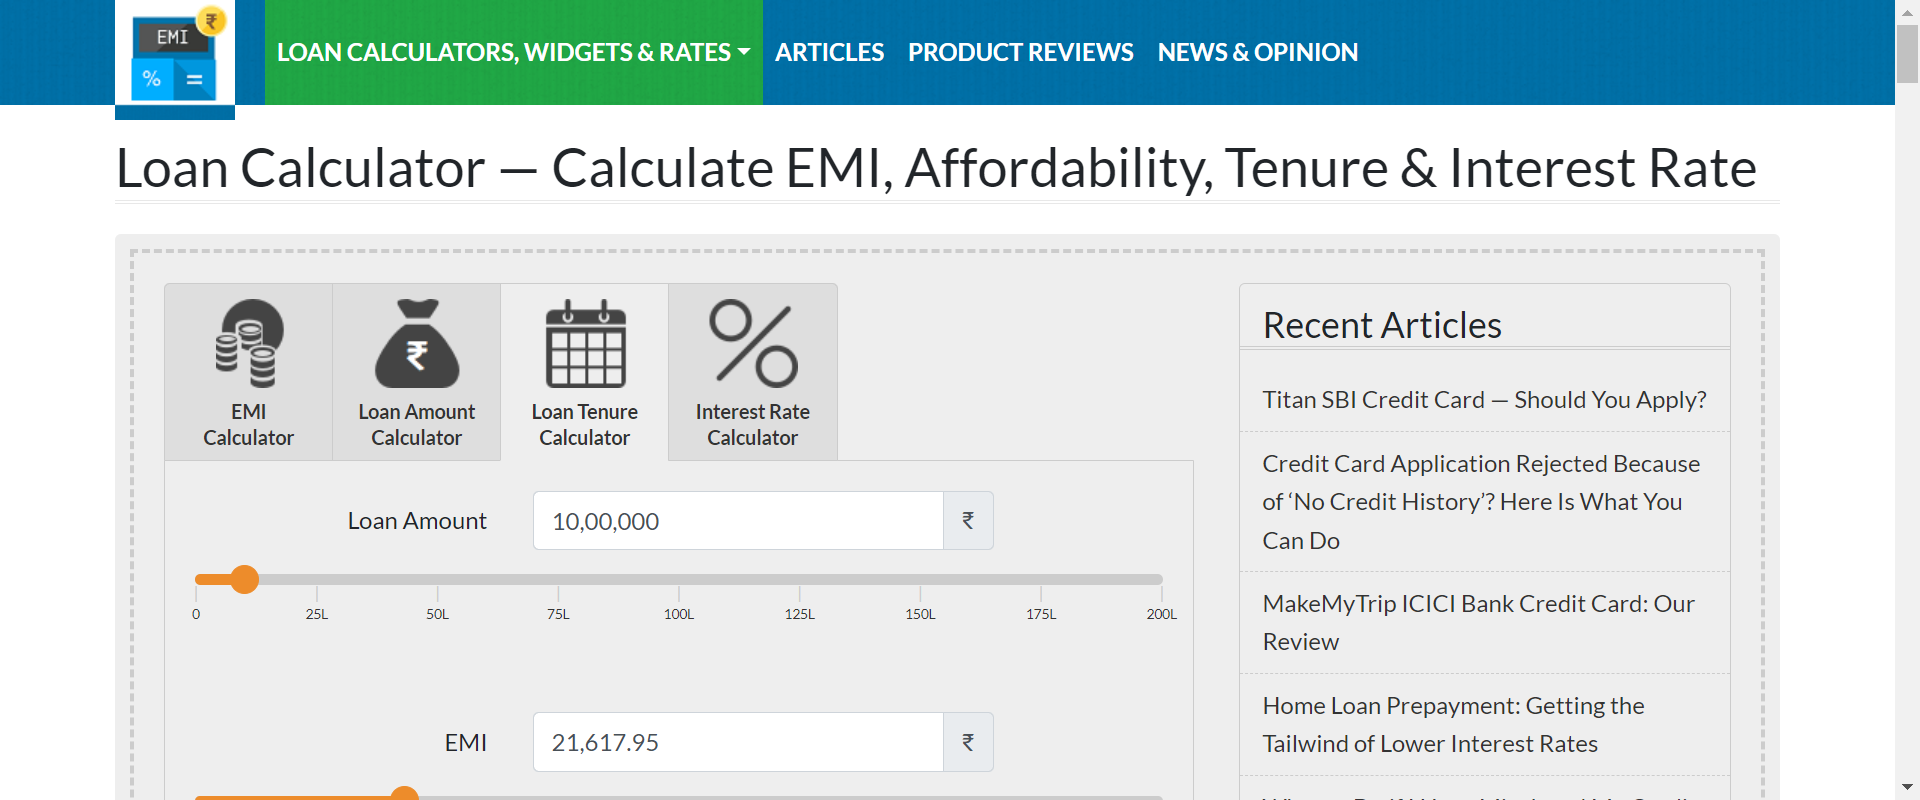 EMI
₹
%
=
LOAN CALCULATORS, WIDGETS & RATES
ARTICLES
PRODUCT REVIEWS
NEWS & OPINION
Loan Calculator — Calculate EMI, Affordability, Tenure & Interest Rate
EMI
Calculator
₹
Loan Amount
Calculator
Loan Tenure
Calculator
Interest Rate
Calculator
Loan Amount
10,00,000
₹
0
25L
50L
75L
100L
125L
150L
175L
200L
EMI
21,617.95
₹
Recent Articles
Titan SBI Credit Card — Should You Apply?
Credit Card Application Rejected Because
of ‘No Credit History’? Here Is What You
Can Do
MakeMyTrip ICICI Bank Credit Card: Our
Review
Home Loan Prepayment: Getting the
Tailwind of Lower Interest Rates